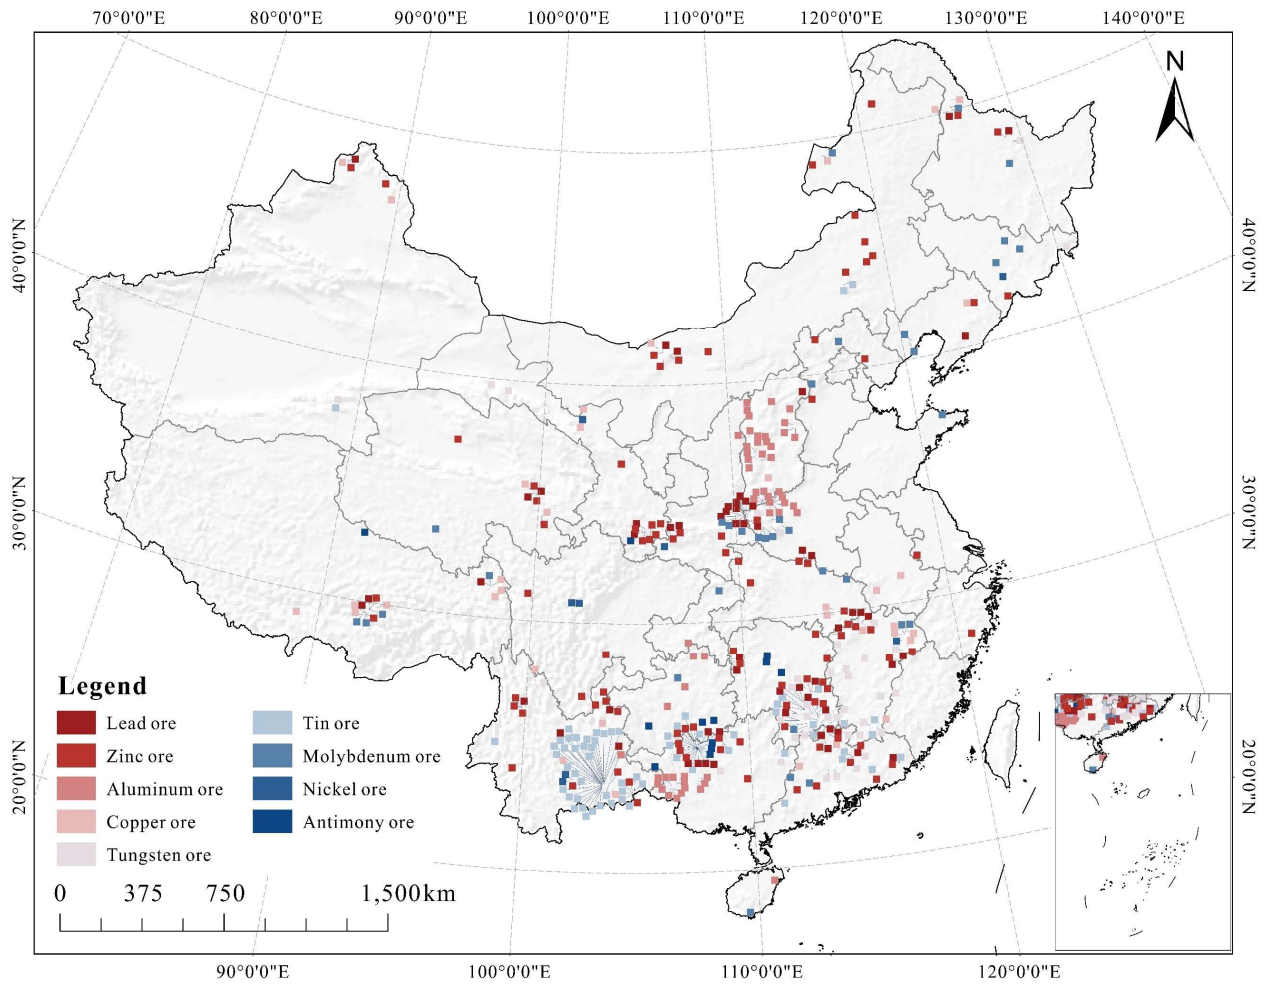 70°0'0"E 80°0'0"E 90°0'0"E 100°0'0"E 110°0'0"E 120°0'0"E 130°0'0"E 140°0'0"E
N
40°0'0"N
40°0'0"N
30°0'0"N
30°0'0"N
20°0'0"N
20°0'0"N
Legend
Lead ore
Zinc ore
Aluminum ore
Copper ore
Tungsten ore
Tin ore
Molybdenum ore
Nickel ore
Antimony ore
0 375 750 1,500km
90°0'0"E 100°0'0"E 110°0'0"E 120°0'0"E